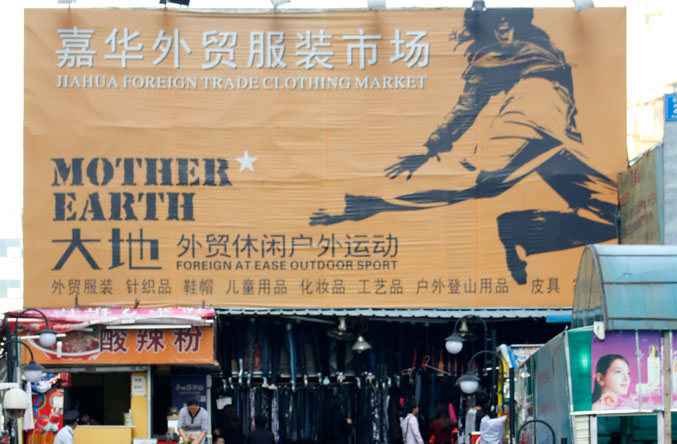 嘉华外贸服装市场
JIAHUA FOREIGN TRADE CLOTHING MARKET
MOTHER
EARTH
大地 外贸休闲户外运动
FOREIGN AT EASE OUTDOOR SPORT
外贸服装 针织品 鞋帽 儿童用品 化妆品 工艺品 户外登山用品 皮具
酸辣粉